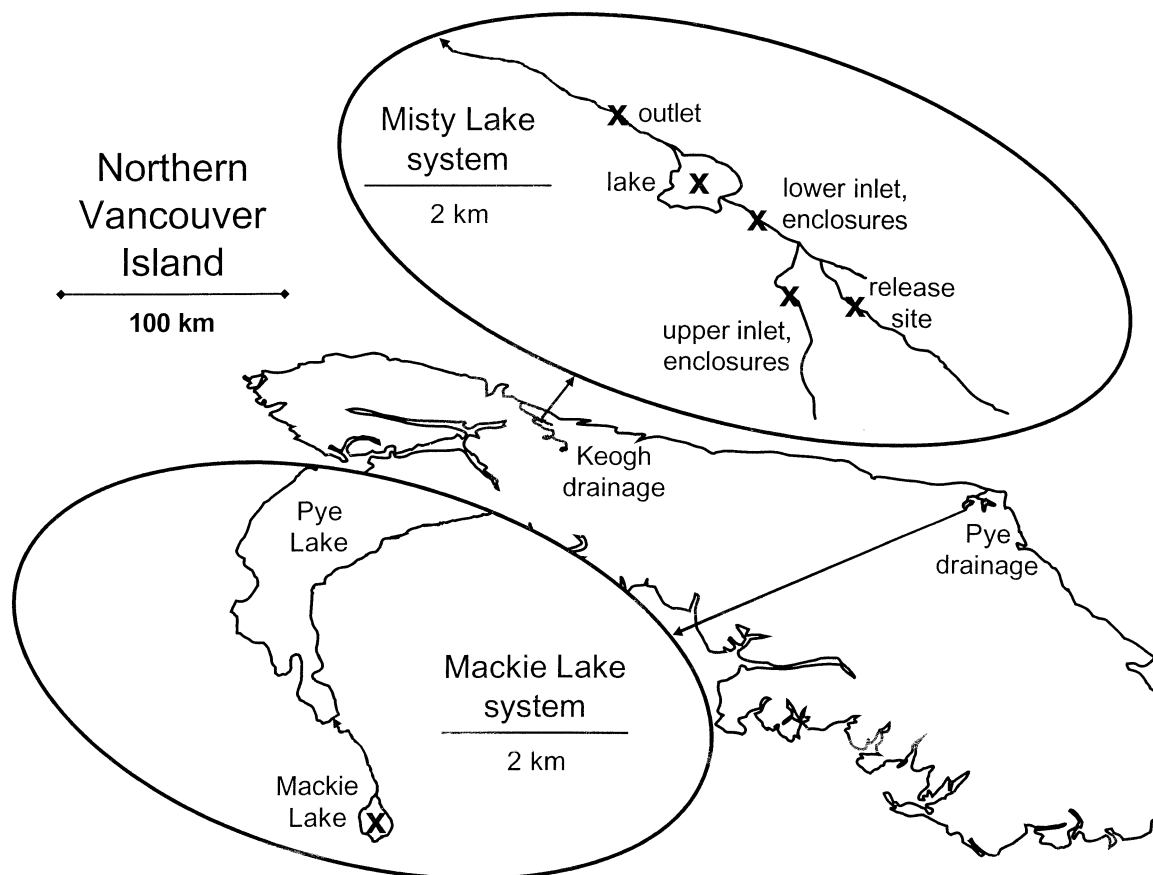 Northern
Vancouver
Island
100 km
Misty Lake
system
2 km
X outlet
lake X
lower inlet,
enclosures
X
release
site
X
upper inlet,
enclosures
X
Keogh
drainage
Pye
drainage
Pye
Lake
Mackie Lake
system
2 km
Mackie
Lake
X